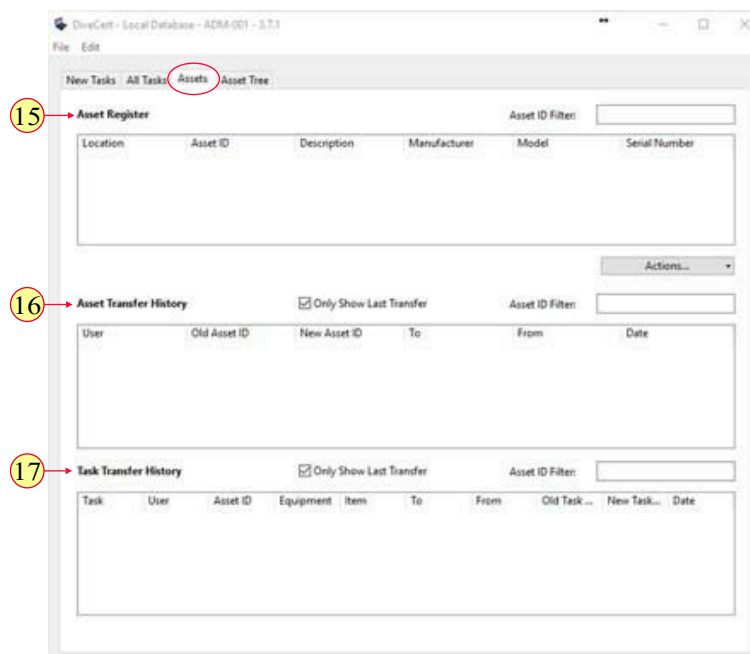 DiveCert - Local Database - ADM-001 - 3.7.1
File Edit
New Tasks All Tasks Assets Asset Tree
15 Asset Register Asset ID Filter:
Location Asset ID Description Manufacturer Model Serial Number
Actions...
16 Asset Transfer History Only Show Last Transfer Asset ID Filter:
User Old Asset ID New Asset ID To From Date
17 Task Transfer History Only Show Last Transfer Asset ID Filter:
Task User Asset ID Equipment Item To From Old Task ... New Task... Date